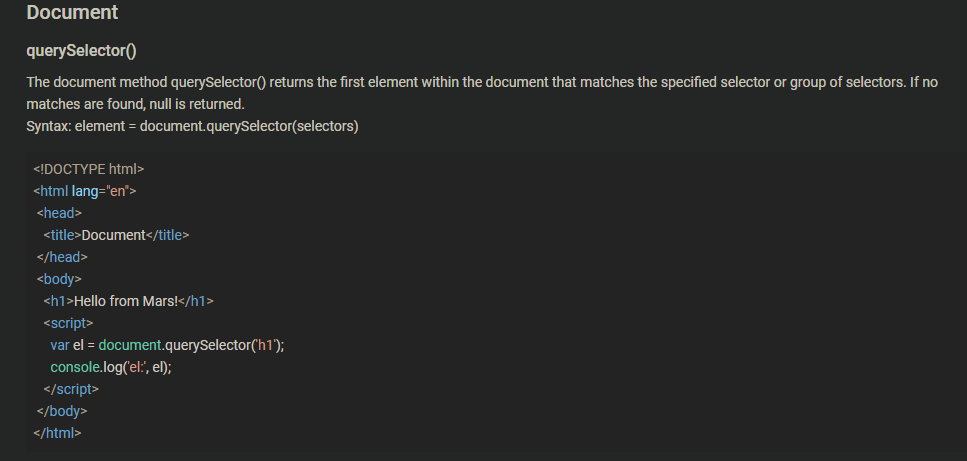 Document
querySelector()
The document method querySelector() returns the first element within the document that matches the specified selector or group of selectors. If no
matches are found, null is returned.
Syntax: element = document.querySelector(selectors)
<!DOCTYPE html>
<html lang="en">
<head>
<title>Document</title>
</head>
<body>
<h1>Hello from Mars!</h1>
<script>
var el = document.querySelector('h1');
console.log('el:', el);
</script>
</body>
</html>